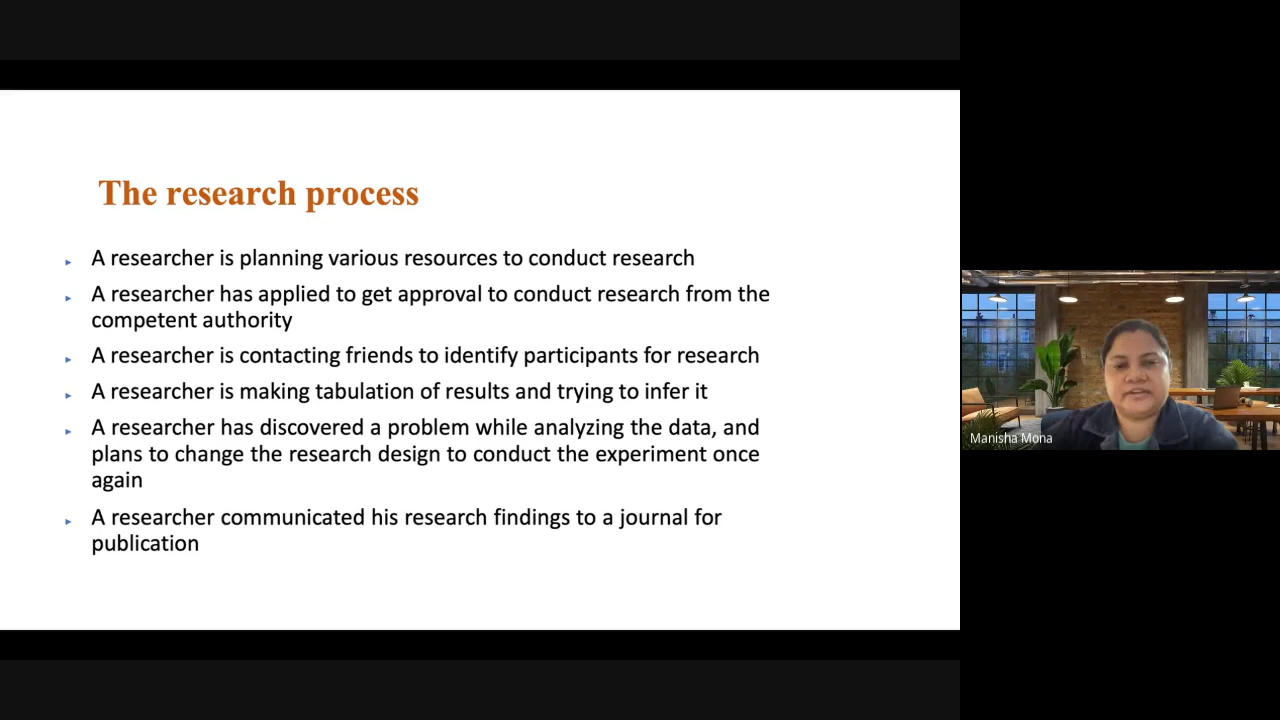 The research process
A researcher is planning various resources to conduct research
A researcher has applied to get approval to conduct research from the
competent authority
A researcher is contacting friends to identify participants for research
A researcher is making tabulation of results and trying to infer it
A researcher has discovered a problem while analyzing the data, and
plans to change the research design to conduct the experiment once
again
A researcher communicated his research findings to a journal for
publication
Manisha Mona